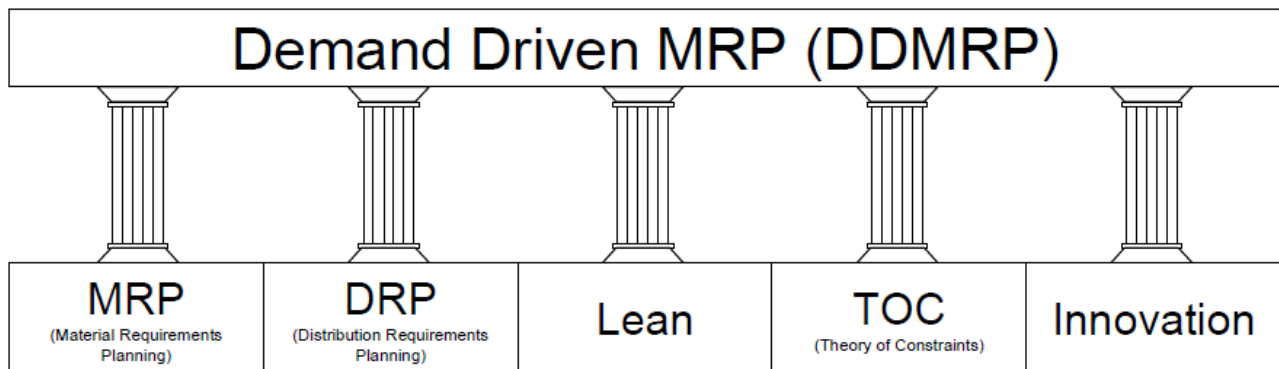 Demand Driven MRP (DDMRP)
MRP
(Material Requirements
Planning)
DRP
(Distribution Requirements
Planning)
Lean
TOC
(Theory of Constraints)
Innovation